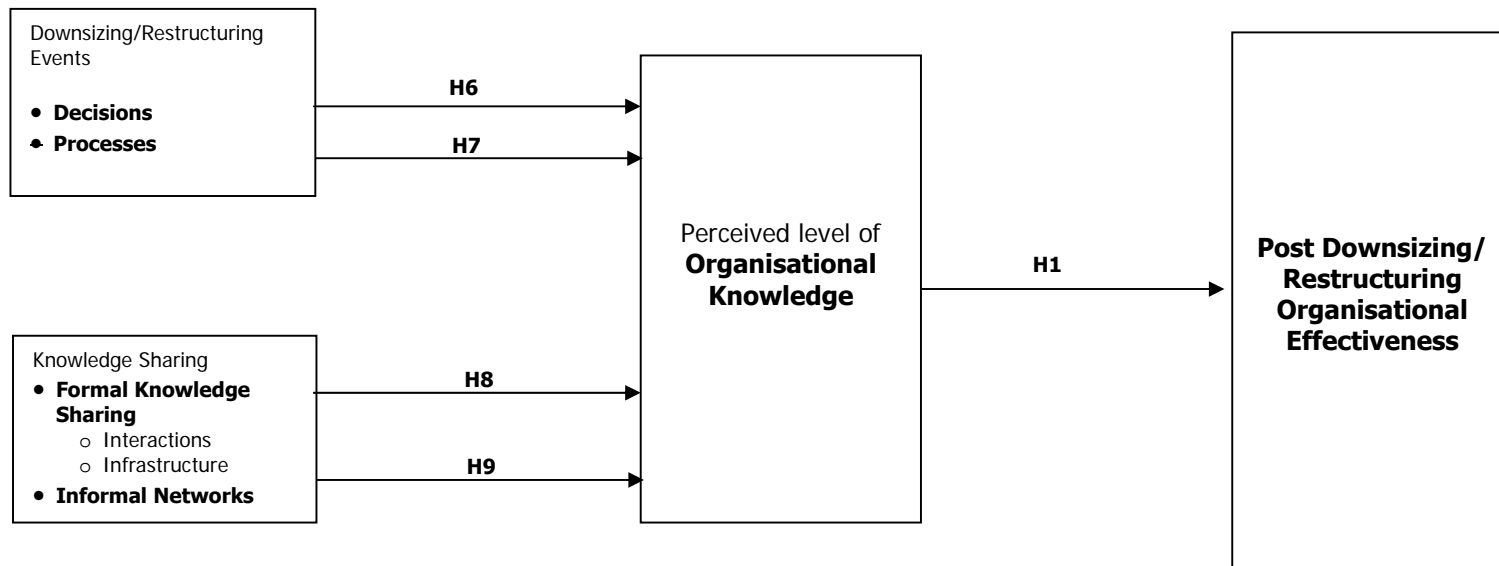 Downsizing/Restructuring
Events
• Decisions
• Processes
H6
H7
Knowledge Sharing
• Formal Knowledge
Sharing
o Interactions
o Infrastructure
• Informal Networks
H8
H9
Perceived level of
Organisational
Knowledge
H1
Post Downsizing/
Restructuring
Organisational
Effectiveness